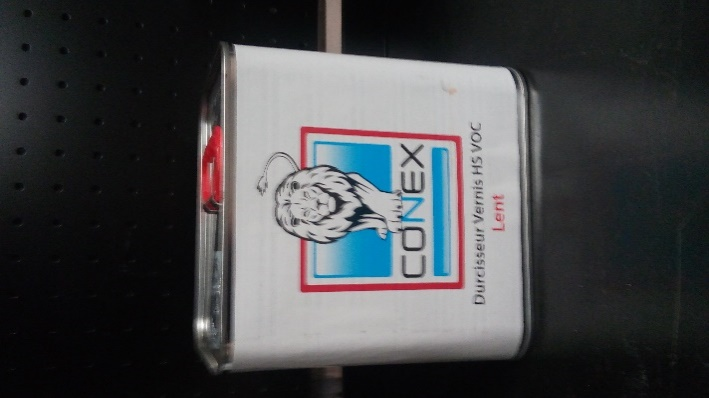 CONEX
Durcisseur Vernis HS VOC
Lent